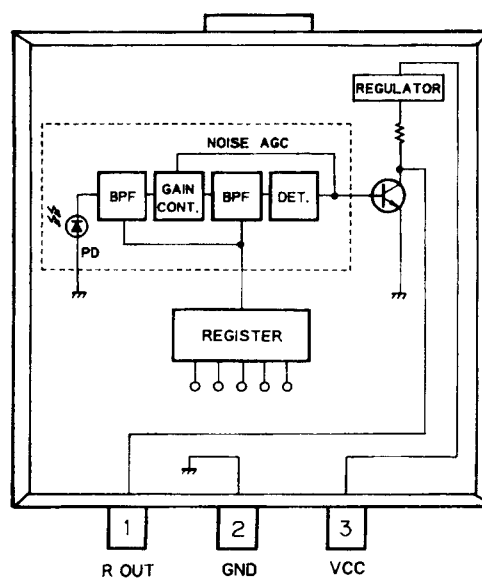 REGULATOR
NOISE AGC
BPF
GAIN
CONT.
BPF
DET.
PD
REGISTER
1 2 3
R OUT GND VCC